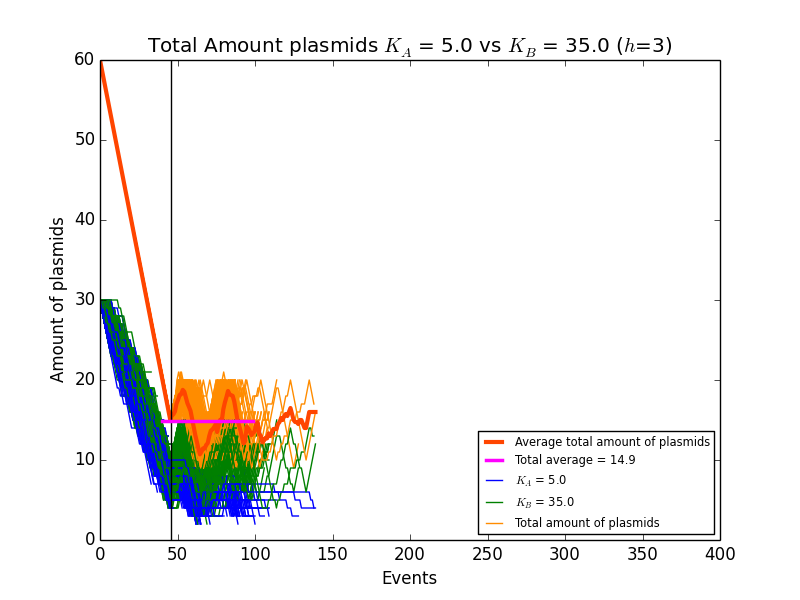 Total Amount plasmids K_A = 5.0 vs K_B = 35.0 (h=3)
60
50
40
30
20
10
0
Amount of plasmids
Average total amount of plasmids
Total average = 14.9
K_A = 5.0
K_B = 35.0
Total amount of plasmids
0 50 100 150 200 250 300 350 400
Events